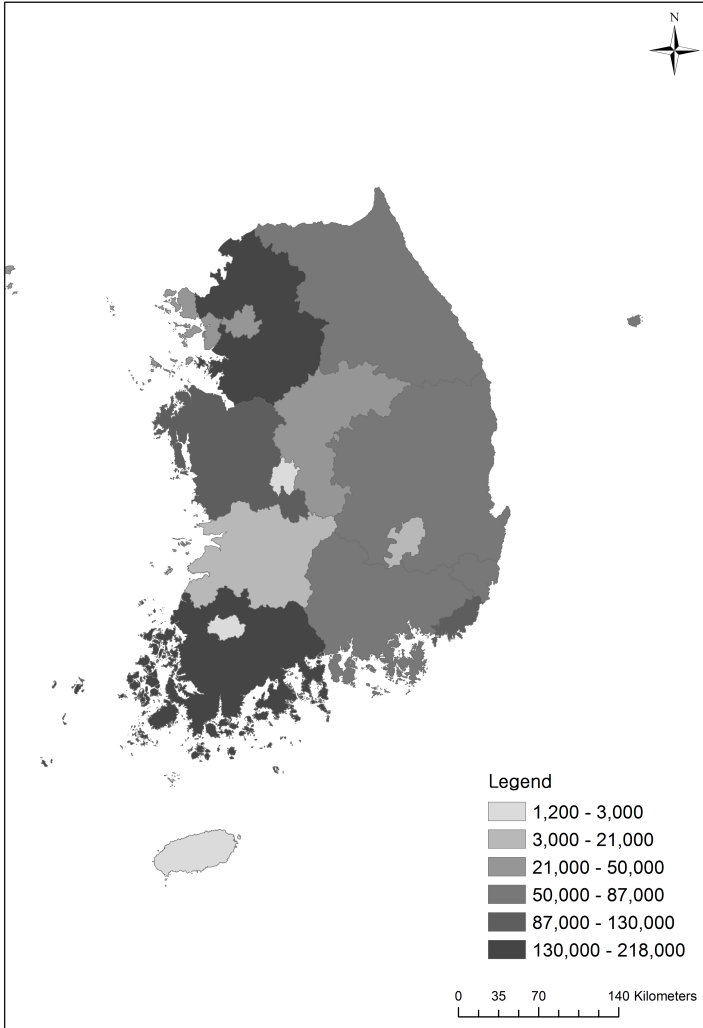 N
Legend
1,200 - 3,000
3,000 - 21,000
21,000 - 50,000
50,000 - 87,000
87,000 - 130,000
130,000 - 218,000
0 35 70 140 Kilometers